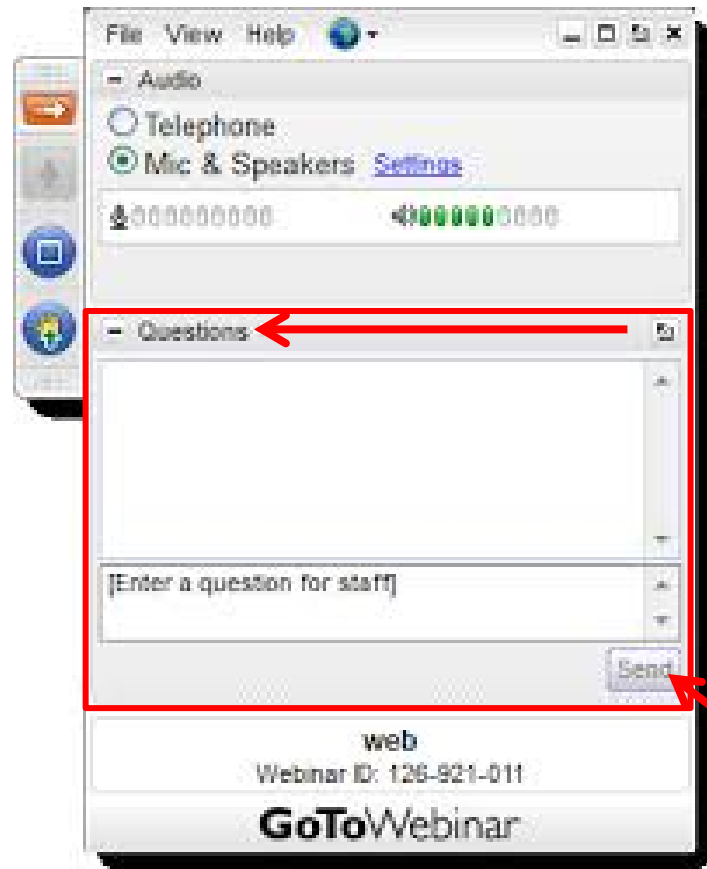 File View Help
- Audio
Telephone
Mic & Speakers Settings
- Questions
[Enter a question for staff]
Send
web
Webinar ID: 126-921-011
GoToWebinar